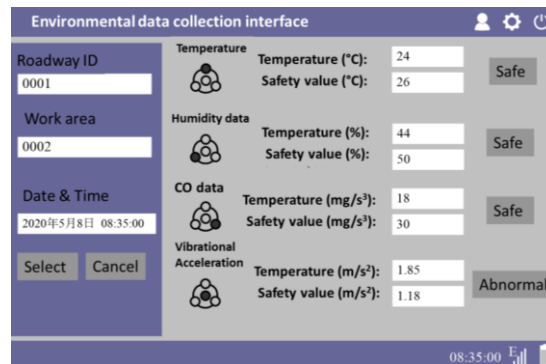 Environmental data collection interface
Roadway ID
0001
Work area
0002
Date & Time
2020年5月8日 08:35:00
Select Cancel
Temperature
Temperature (°C): 24
Safety value (°C): 26
Safe
Humidity data
Temperature (%): 44
Safety value (%): 50
Safe
CO data
Temperature (mg/s³): 18
Safety value (mg/s³): 30
Safe
Vibrational
Acceleration
Temperature (m/s²): 1.85
Safety value (m/s²): 1.18
Abnormal
08:35:00 E